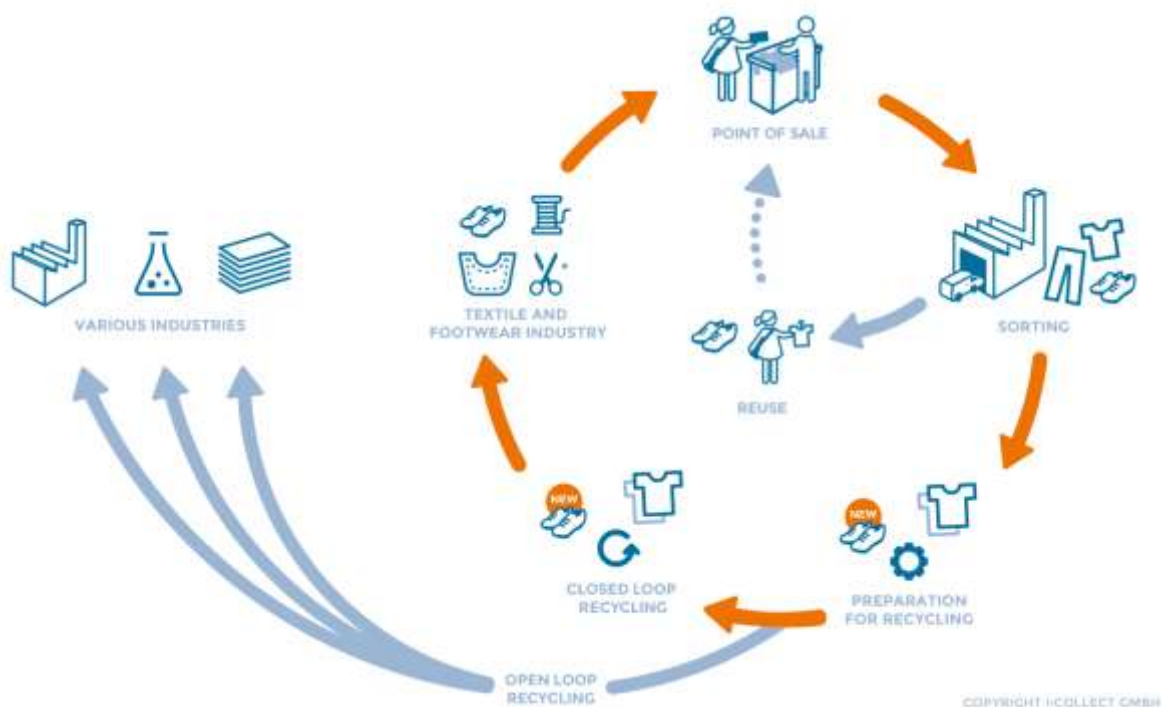 POINT OF SALE
VARIOUS INDUSTRIES
TEXTILE AND
FOOTWEAR INDUSTRY
SORTING
REUSE
NEW
NEW
CLOSED LOOP
RECYCLING
PREPARATION
FOR RECYCLING
OPEN LOOP
RECYCLING
COPYRIGHT I:COLLECT GMBH